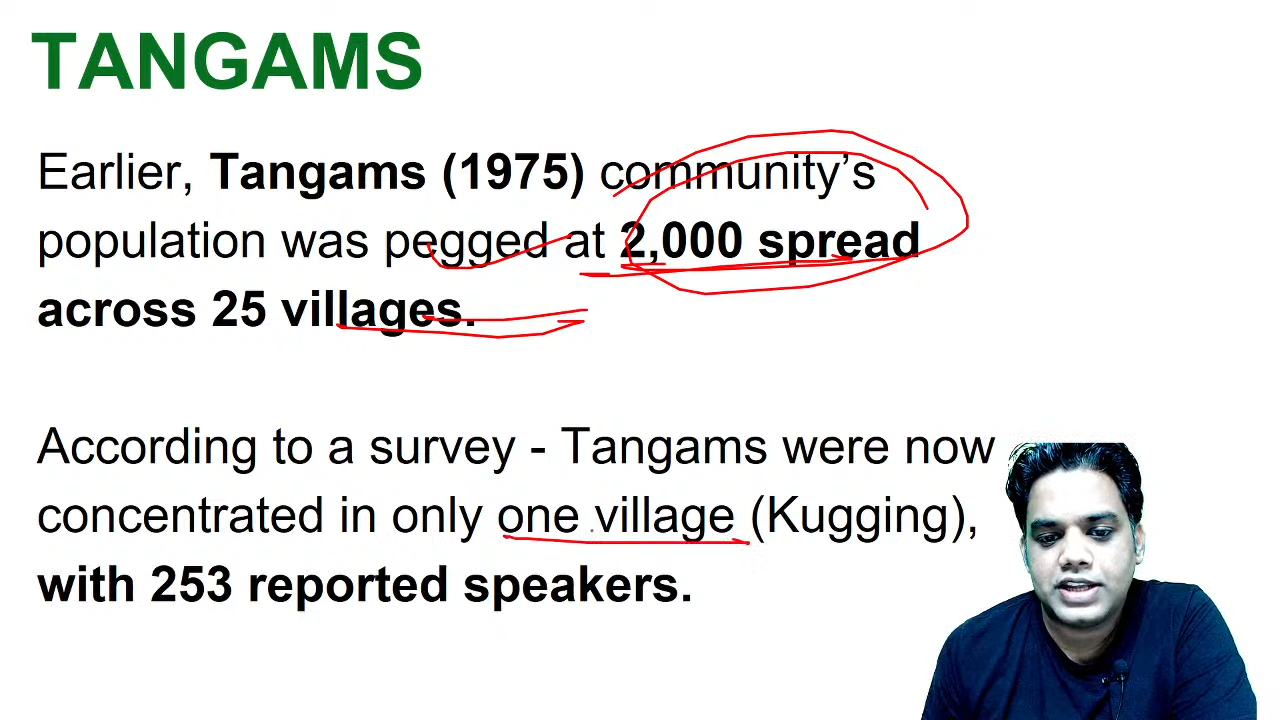 TANGAMS
Earlier, Tangams (1975) community’s
population was pegged at 2,000 spread
across 25 villages.
According to a survey - Tangams were now
concentrated in only one village (Kugging),
with 253 reported speakers.